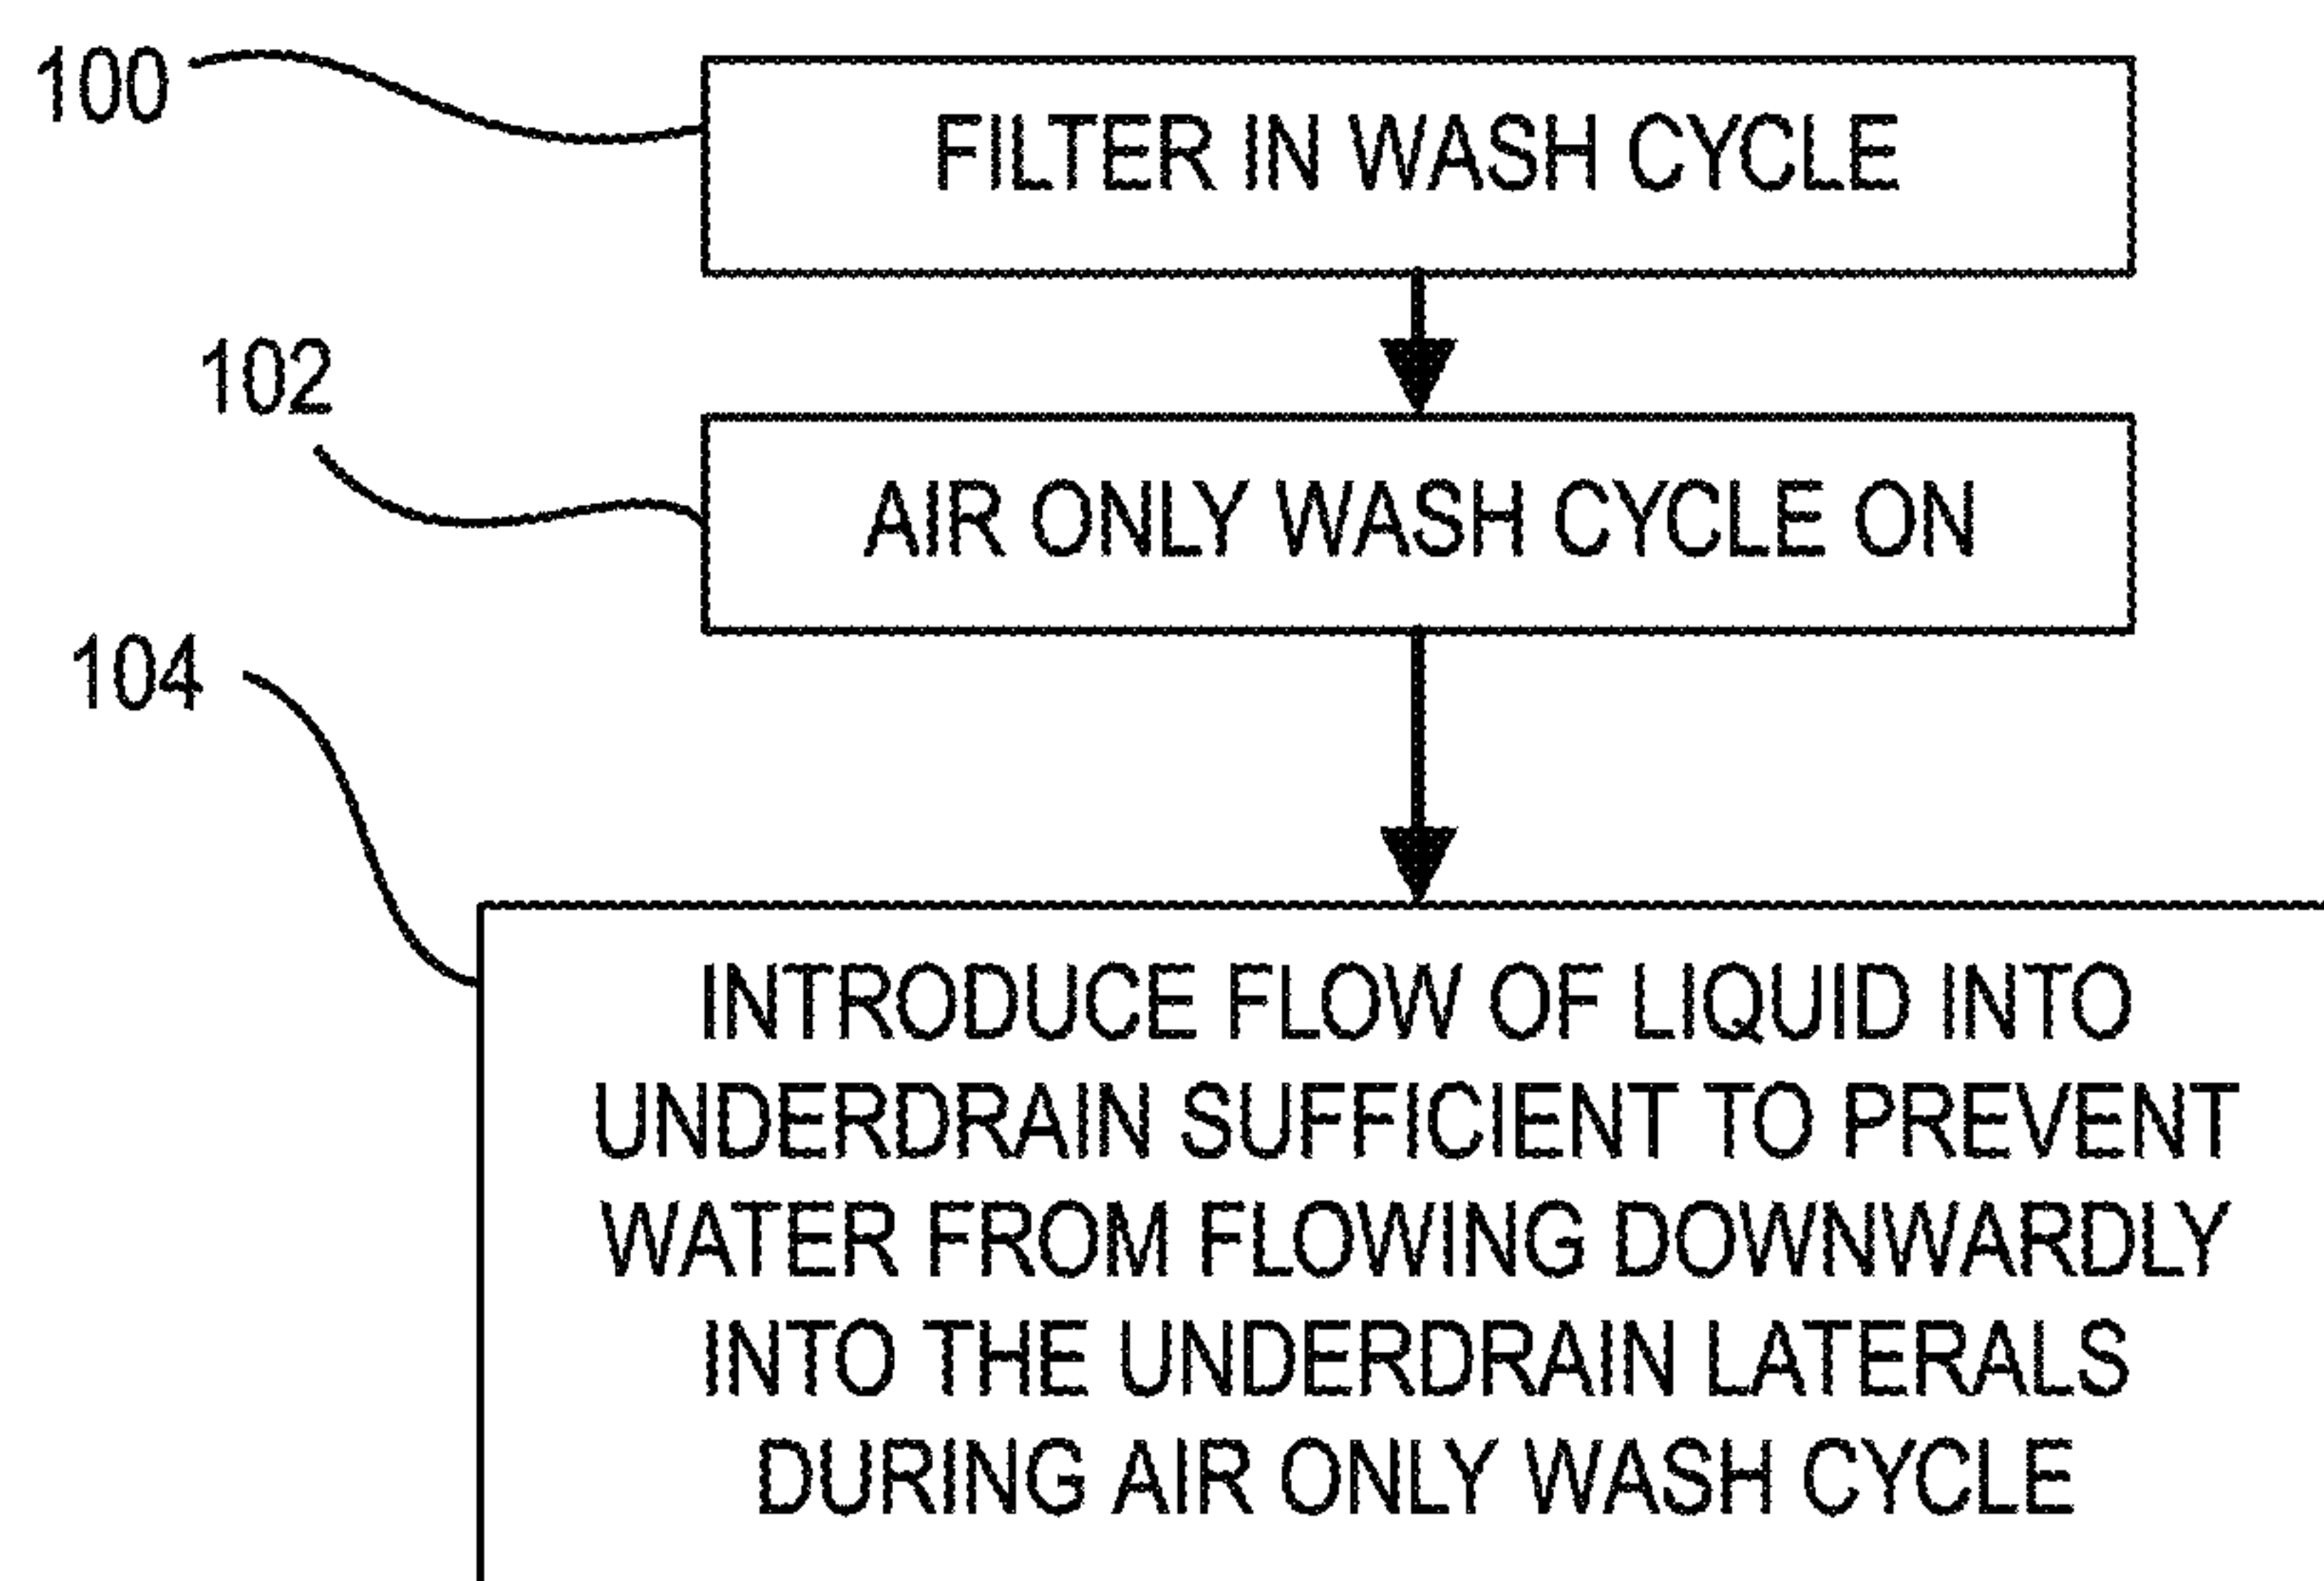 100
FILTER IN WASH CYCLE
102
AIR ONLY WASH CYCLE ON
104
INTRODUCE FLOW OF LIQUID INTO
UNDERDRAIN SUFFICIENT TO PREVENT
WATER FROM FLOWING DOWNWARDLY
INTO THE UNDERDRAIN LATERALS
DURING AIR ONLY WASH CYCLE